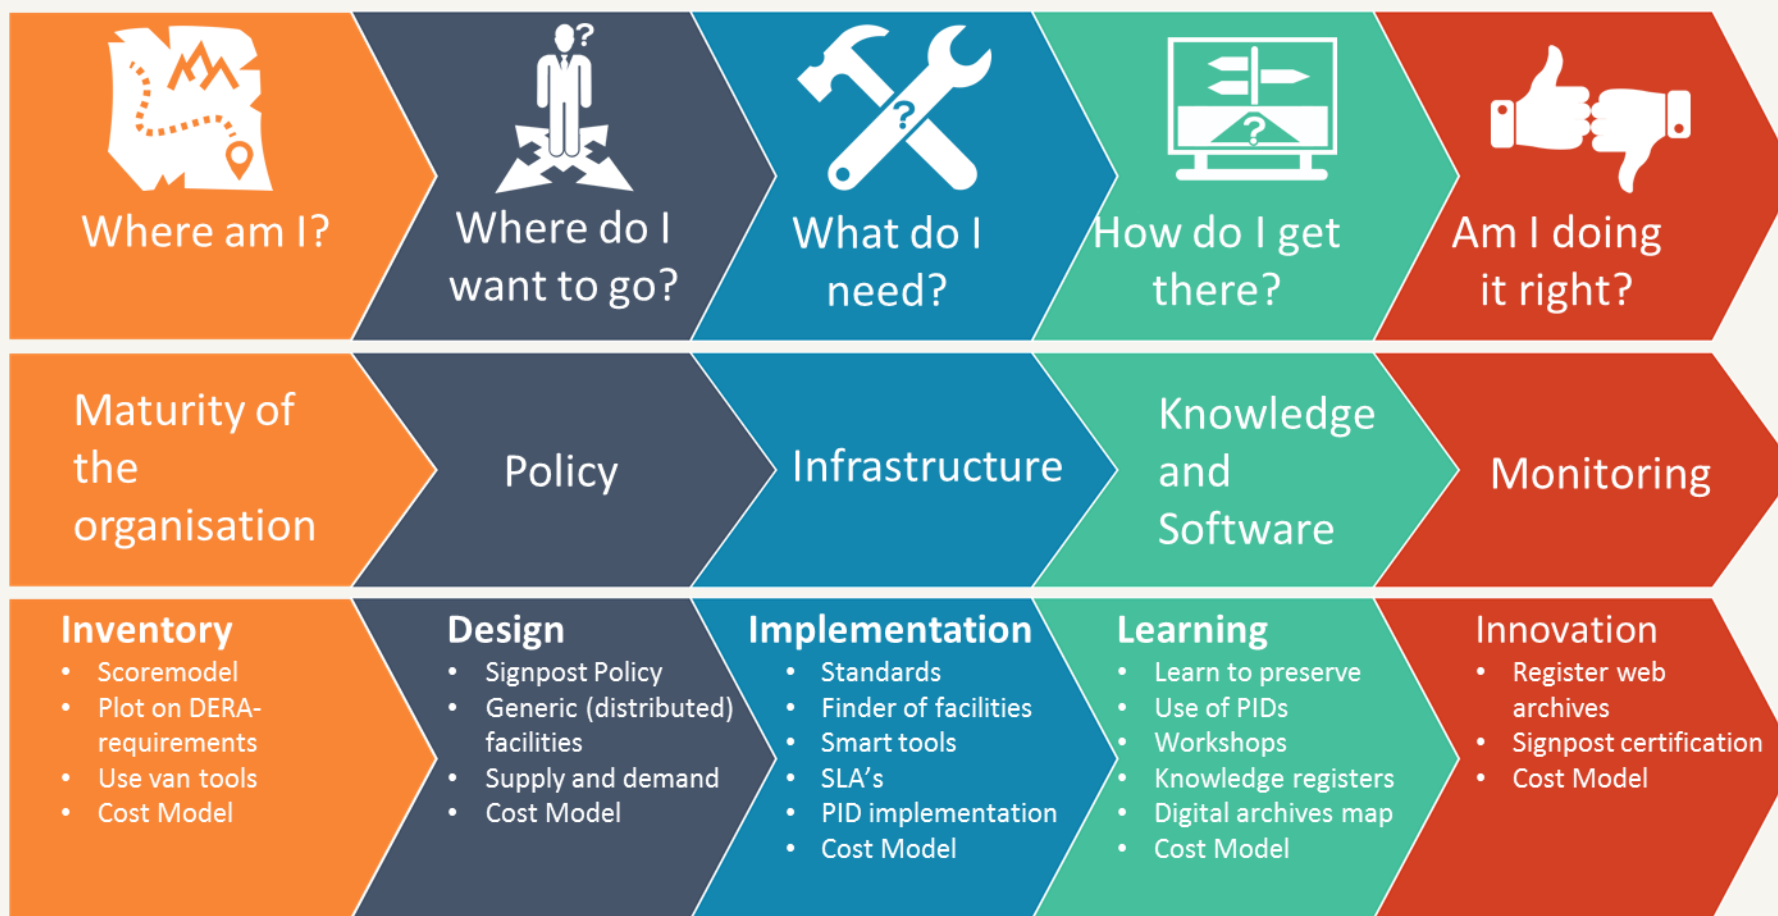 ?
?
?
Where am I?
Where do I
want to go?
What do I
need?
How do I get
there?
Am I doing
it right?
Maturity of
the
organisation
Policy
Infrastructure
Knowledge
and
Software
Monitoring
Inventory
• Scoremodel
• Plot on DERA-
requirements
• Use van tools
• Cost Model
Design
• Signpost Policy
• Generic (distributed)
facilities
• Supply and demand
• Cost Model
Implementation
• Standards
• Finder of facilities
• Smart tools
• SLA's
• PID implementation
• Cost Model
Learning
• Learn to preserve
• Use of PIDs
• Workshops
• Knowledge registers
• Digital archives map
• Cost Model
Innovation
• Register web
archives
• Signpost certification
• Cost Model